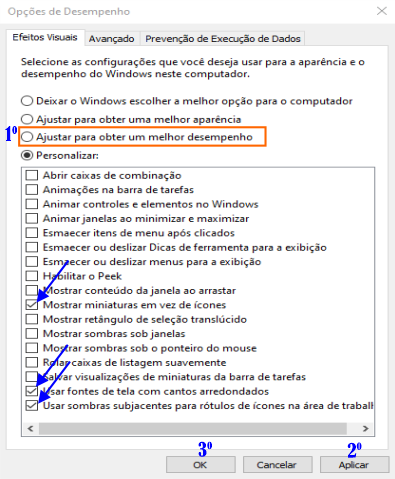 Opções de Desempenho
Efeitos Visuais Avançado Prevenção de Execução de Dados
Selecione as configurações que você deseja usar para a aparência e o
desempenho do Windows neste computador.
Deixar o Windows escolher a melhor opção para o computador
Ajustar para obter uma melhor aparência
1º Ajustar para obter um melhor desempenho
Personalizar:
Abrir caixas de combinação
Animações na barra de tarefas
Animar controles e elementos no Windows
Animar janelas ao minimizar e maximizar
Esmaecer itens de menu após clicados
Esmaecer ou deslizar Dicas de ferramenta para a exibição
Esmaecer ou deslizar menus para a exibição
Habilitar o Peek
Mostrar conteúdo da janela ao arrastar
Mostrar miniaturas em vez de ícones
Mostrar retângulo de seleção translúcido
Mostrar sombras sob janelas
Mostrar sombras sob o ponteiro do mouse
Rolar caixas de listagem suavemente
Salvar visualizações de miniaturas da barra de tarefas
Usar fontes de tela com cantos arredondados
Usar sombras subjacentes para rótulos de ícones na área de trabalh
3º 2º
OK Cancelar Aplicar